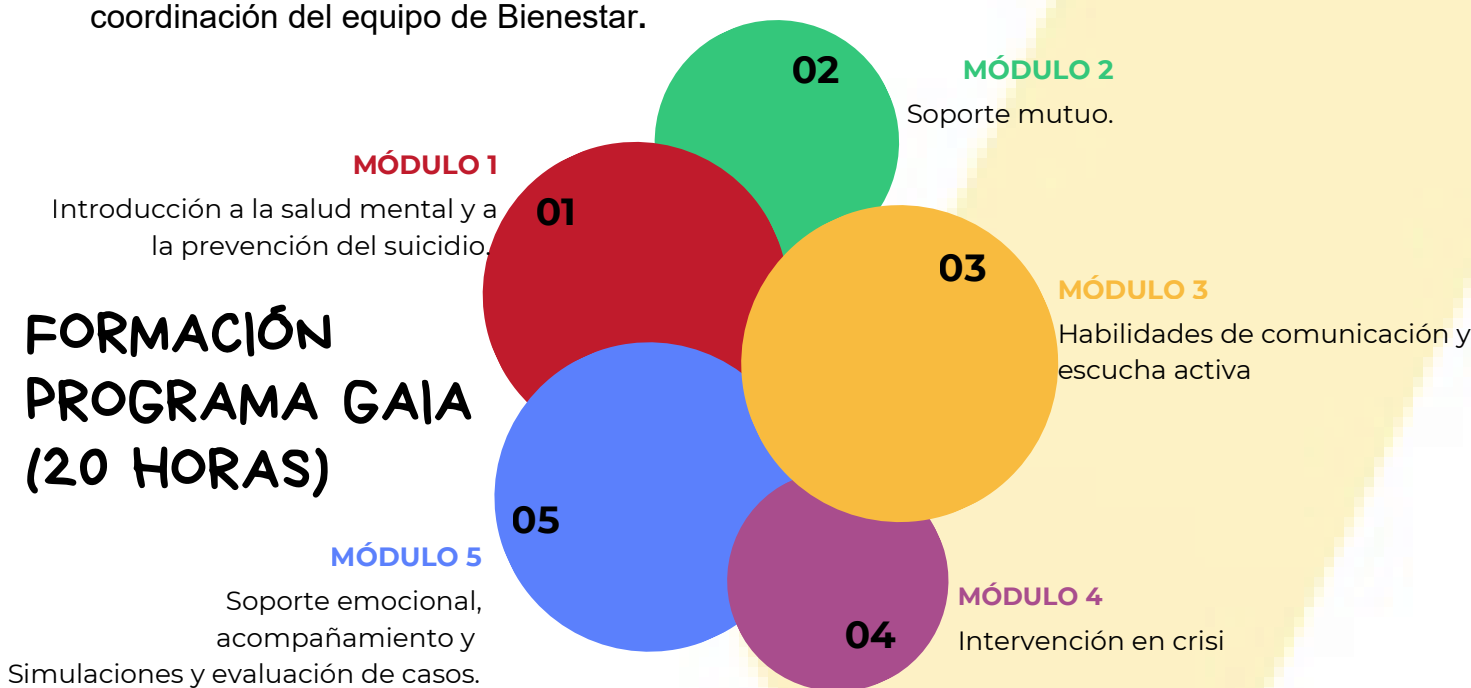 coordinación del equipo de Bienestar.
02
MÓDULO 2
Soporte mutuo.
MÓDULO 1
Introducción a la salud mental y a
la prevención del suicidio.
01
03
MÓDULO 3
Habilidades de comunicación y
escucha activa
FORMACIÓN
PROGRAMA GAIA
(20 HORAS)
05
MÓDULO 5
Soporte emocional,
acompañamiento y
Simulaciones y evaluación de casos.
04
MÓDULO 4
Intervención en crisi